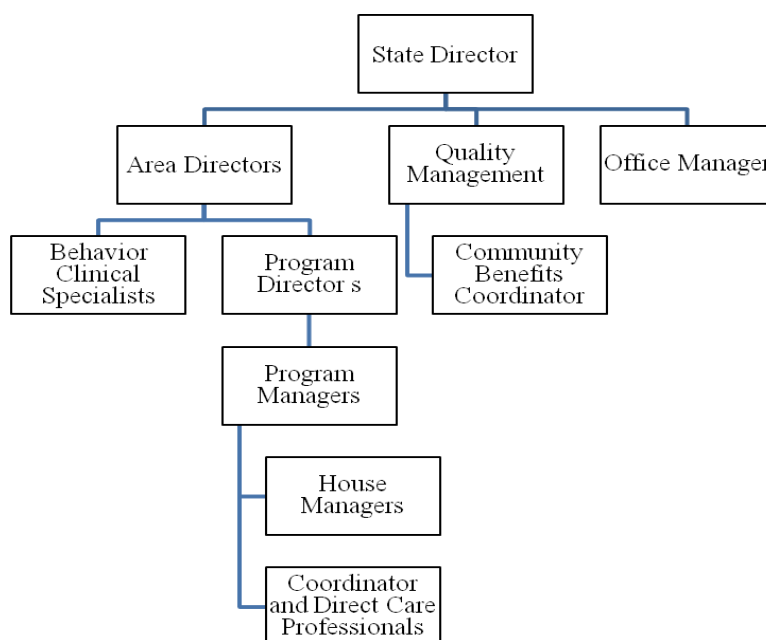 State Director
Area Directors
Quality
Management
Office Manager
Behavior
Clinical
Specialists
Program
Director s
Community
Benefits
Coordinator
Program
Managers
House
Managers
Coordinator
and Direct Care
Professionals